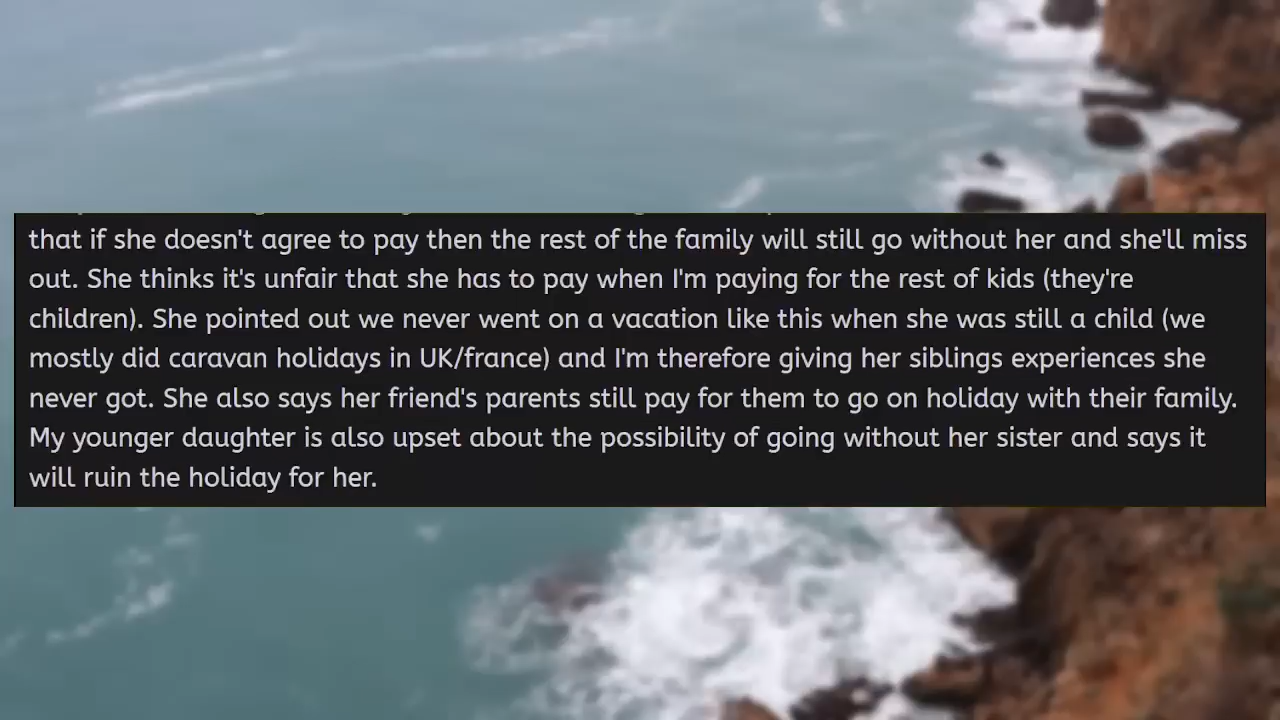 that if she doesn't agree to pay then the rest of the family will still go without her and she'll miss
out. She thinks it's unfair that she has to pay when I'm paying for the rest of kids (they're
children). She pointed out we never went on a vacation like this when she was still a child (we
mostly did caravan holidays in UK/france) and I'm therefore giving her siblings experiences she
never got. She also says her friend's parents still pay for them to go on holiday with their family.
My younger daughter is also upset about the possibility of going without her sister and says it
will ruin the holiday for her.